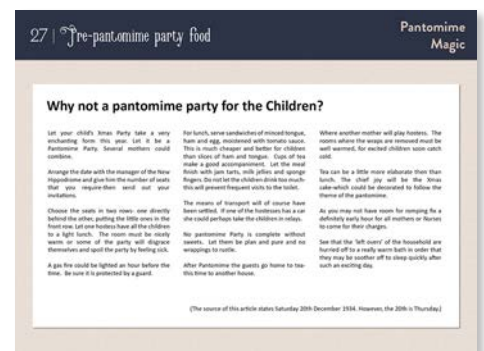 27 | Pre-pantomime party food
Pantomime
Magic
Why not a pantomime party for the Children?
Let your child's Xmas Party take a very
enchanting form this year. Let it be a
Pantomime Party. Several mothers could
combine.
Arrange the date with the manager of the New
Hippodrome and give him the number of seats
that you require-then send out your
invitations.
Choose the seats in two rows- one directly
behind the other, putting the little ones in the
front row. Let one hostess have all the children
to a light lunch. The room must be nicely
warm or some of the party will disgrace
themselves and spoil the party by feeling sick.
A gas fire could be lighted an hour before the
time. Be sure it is protected by a guard.
For lunch, serve sandwiches of minced tongue,
ham and egg, moistened with tomato sauce.
This is much cheaper and better for children
than slices of ham and tongue. Cups of tea
make a good accompaniment. Let the meal
finish with jam tarts, milk jellies and sponge
fingers. Do not let the children drink too much-
this will prevent frequent visits to the toilet.
The means of transport will of course have
been settled. If one of the hostesses has a car
she could perhaps take the children in relays.
No pantomime Party is complete without
sweets. Let them be plan and pure and no
wrappings to rustle.
After Pantomime the guests go home to tea-
this time to another house.
Where another mother will play hostess. The
rooms where the wraps are removed must be
well warmed, for excited children soon catch
cold.
Tea can be a little more elaborate then than
lunch. The chief joy will be the Xmas
cake-which could be decorated to follow the
theme of the pantomime.
As you may not have room for romping fix a
definitely early hour for all mothers or Nurses
to come for their charges.
See that the 'left overs' of the household are
hurried off to a really warm bath in order that
they may be soother off to sleep quickly after
such an exciting day.
(The source of this article states Saturday 20th December 1934. However, the 20th is Thursday.)